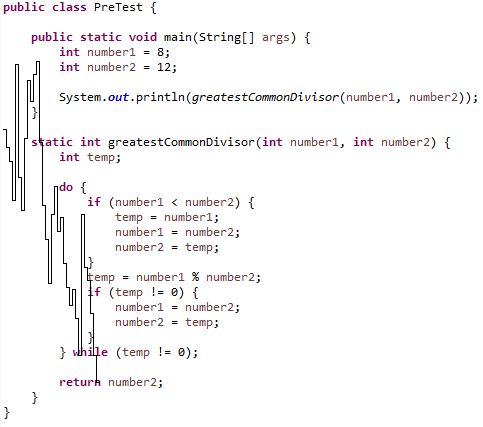 public class PreTest {
public static void main(String[] args) {
int number1 = 8;
int number2 = 12;
System.out.println(greatestCommonDivisor(number1, number2));
}
static int greatestCommonDivisor(int number1, int number2) {
int temp;
do {
if (number1 < number2) {
temp = number1;
number1 = number2;
number2 = temp;
}
temp = number1 % number2;
if (temp != 0) {
number1 = number2;
number2 = temp;
}
} while (temp != 0);
return number2;
}
}